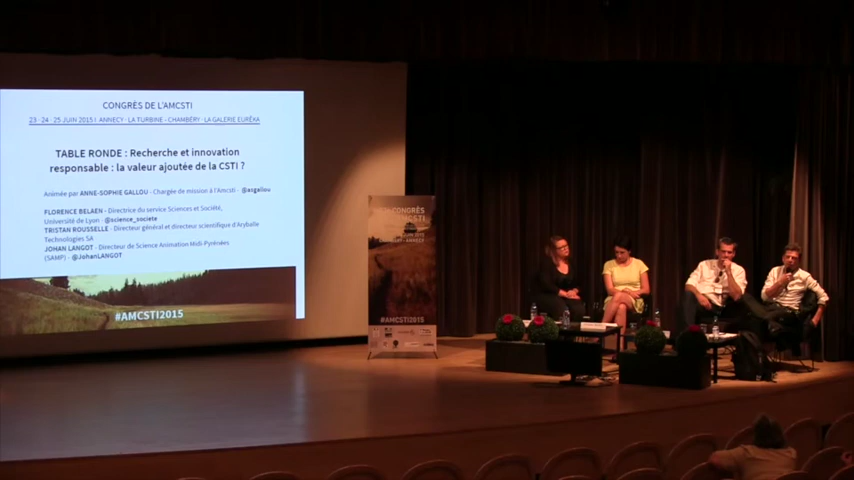 CONGRÈS DE L'AMCSTI
23 · 24 · 25 JUIN 2015 I ANNECY · LA TURBINE - CHAMBÉRY · LA GALERIE EURÊKA
TABLE RONDE : Recherche et innovation
responsable : la valeur ajoutée de la CSTI ?
Animée par ANNE-SOPHIE GALLOU - Chargée de mission à l'Amcsti - @asgallou
FLORENCE BELAEN - Directrice du service Sciences et Société,
Université de Lyon - @science_societe
TRISTAN ROUSSELLE - Directeur général et directeur scientifique d'Aryballe
Technologies SA
JOHAN LANGOT - Directeur de Science Animation Midi-Pyrénées
(SAMP) - @JohanLANGOT
#AMCSTI2015
CONGRÈS
#AMCSTI2015